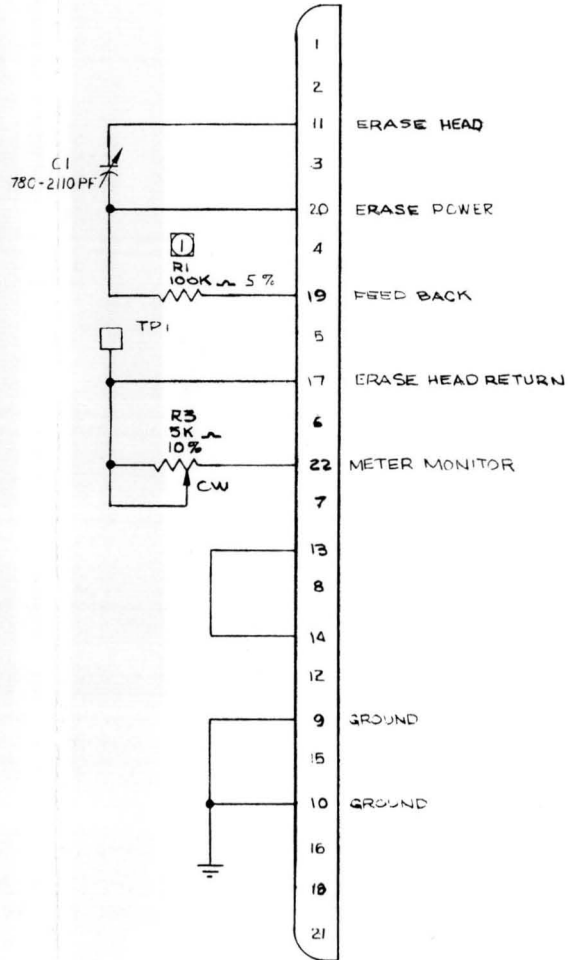 1
2
11 ERASE HEAD
C1
780-2110PF
3
20 ERASE POWER
4
1
R1
100K 5%
19 FEED BACK
TP1
5
17 ERASE HEAD RETURN
6
R3
5K
10%
22 METER MONITOR
CW
7
13
8
14
12
9 GROUND
15
10 GROUND
16
18
21